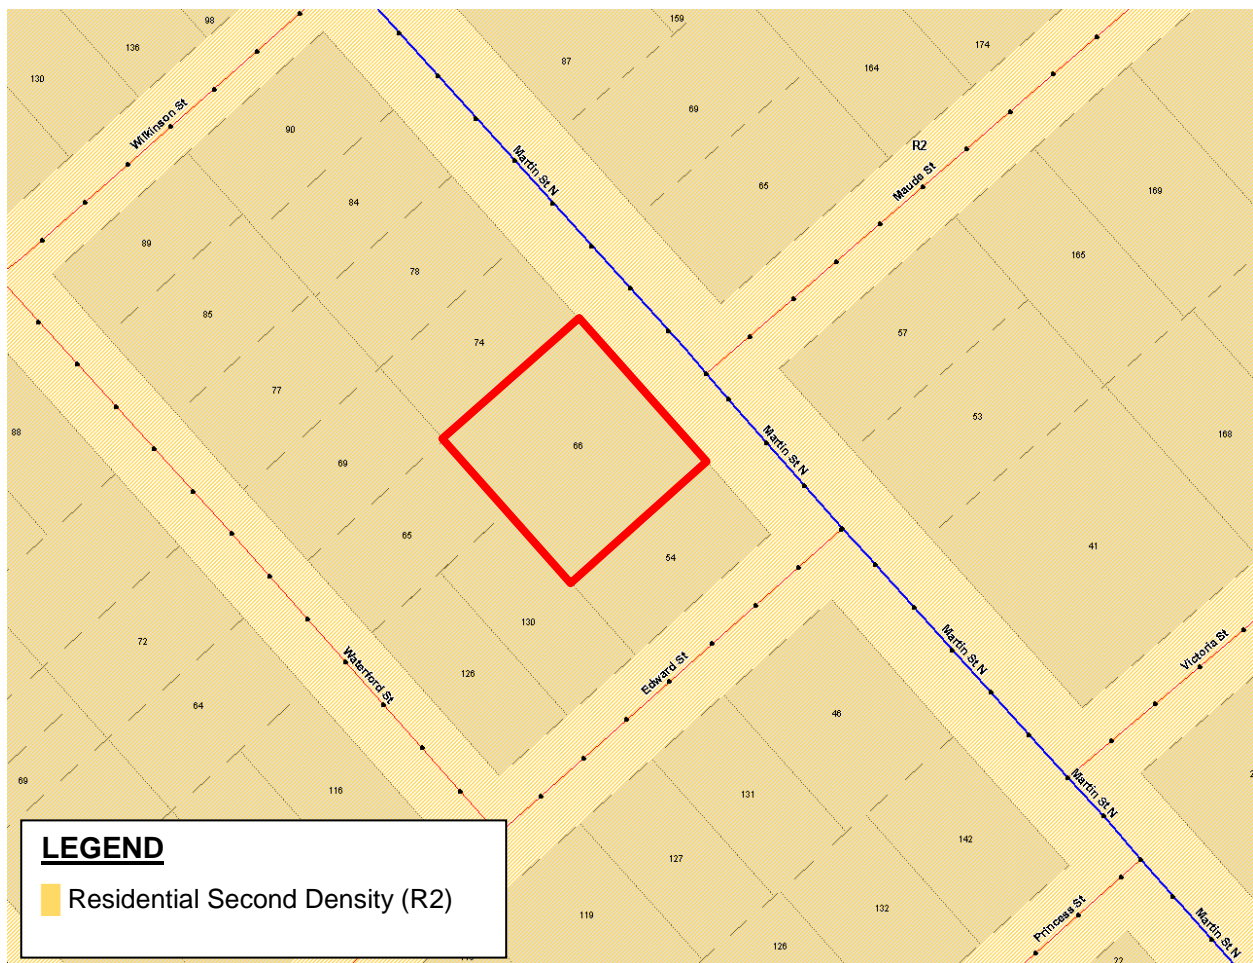 98
159
136
174
130
87
164
69
Wilkinson St
90
R2
Martin St N
Maude St
65
169
84
89
165
78
85
57
74
77
53
88
Martin St N
168
66
69
65
41
54
130
72
Martin St N
Victoria St
126
Waterford St
Edward St
64
46
69
116
131
Martin St N
142
127
LEGEND
Residential Second Density (R2)
119
132
Princess St
Martin St N
126
22